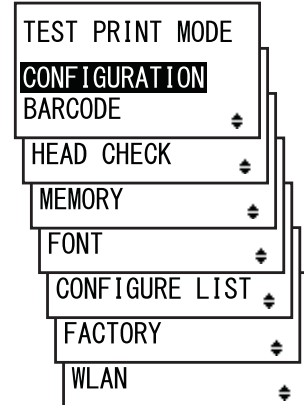 TEST PRINT MODE
CONFIGURATION
BARCODE
HEAD CHECK
MEMORY
FONT
CONFIGURE LIST
FACTORY
WLAN